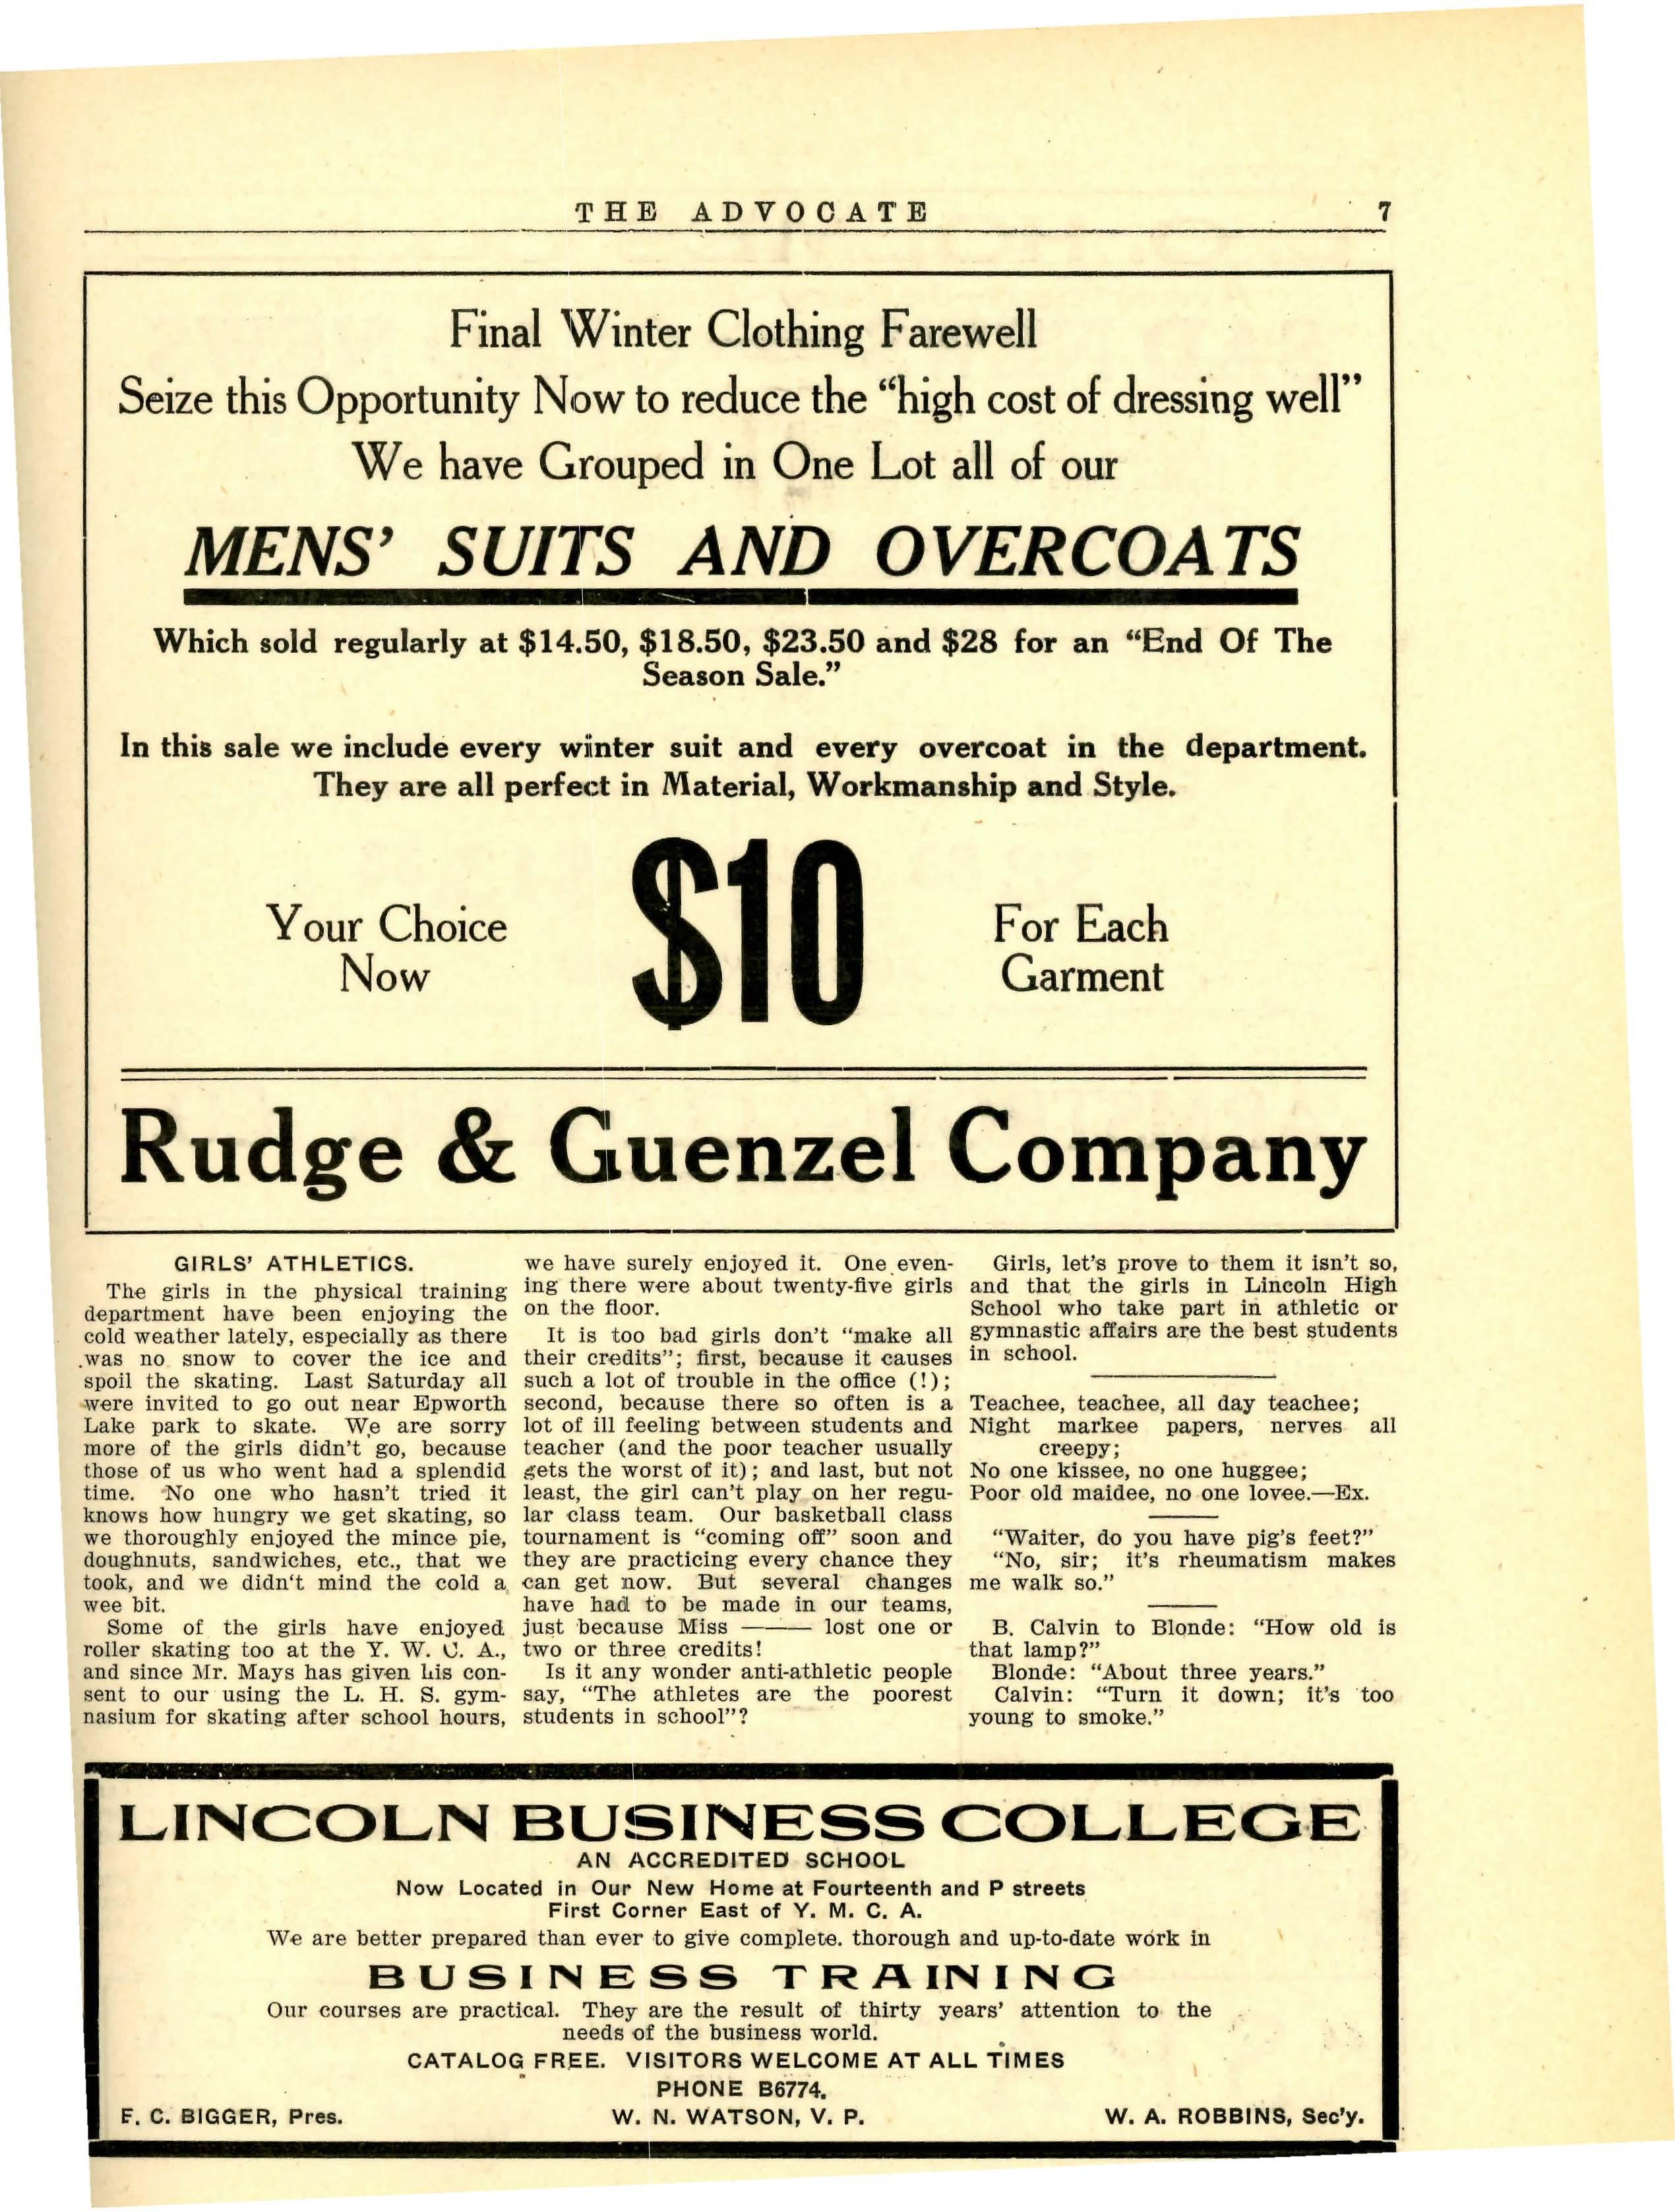 THE ADVOCATE 7
Final Winter Clothing Farewell
Seize this Opportunity Now to reduce the “high cost of dressing well”
We have Grouped in One Lot all of our
MENS’ SUITS AND OVERCOATS
Which sold regularly at $14.50, $18.50, $23.50 and $28 for an “End Of The
Season Sale.”
In this sale we include every winter suit and every overcoat in the department.
They are all perfect in Material, Workmanship and Style.
Your Choice
Now
$10
For Each
Garment
Rudge & Guenzel Company
GIRLS’ ATHLETICS.
The girls in the physical training
department have been enjoying the
cold weather lately, especially as there
was no snow to cover the ice and
spoil the skating. Last Saturday all
were invited to go out near Epworth
Lake park to skate. We are sorry
more of the girls didn’t go, because
those of us who went had a splendid
time. No one who hasn’t tried it
knows how hungry we get skating, so
we thoroughly enjoyed the mince pie,
doughnuts, sandwiches, etc., that we
took, and we didn‘t mind the cold a
wee bit.
Some of the girls have enjoyed
roller skating too at the Y. W. C. A.,
and since Mr. Mays has given his con-
sent to our using the L. H. S. gym-
nasium for skating after school hours,
we have surely enjoyed it. One even-
ing there were about twenty-five girls
on the floor.
It is too bad girls don’t “make all
their credits”; first, because it causes
such a lot of trouble in the office (!);
second, because there so often is a
lot of ill feeling between students and
teacher (and the poor teacher usually
gets the worst of it); and last, but not
least, the girl can’t play on her regu-
lar class team. Our basketball class
tournament is “coming off” soon and
they are practicing every chance they
can get now. But several changes
have had to be made in our teams,
just because Miss ——— lost one or
two or three credits!
Is it any wonder anti-athletic people
say, “The athletes are the poorest
students in school”?
Girls, let’s prove to them it isn’t so,
and that the girls in Lincoln High
School who take part in athletic or
gymnastic affairs are the best students
in school.
Teachee, teachee, all day teachee;
Night markee papers, nerves all
creepy;
No one kissee, no one huggee;
Poor old maidee, no one lovee.—Ex.
“Waiter, do you have pig’s feet?”
“No, sir; it’s rheumatism makes
me walk so.”
B. Calvin to Blonde: “How old is
that lamp?”
Blonde: “About three years.”
Calvin: “Turn it down; it’s too
young to smoke.”
LINCOLN BUSINESS COLLEGE
AN ACCREDITED SCHOOL
Now Located in Our New Home at Fourteenth and P streets
First Corner East of Y. M. C. A.
We are better prepared than ever to give complete. thorough and up-to-date work in
BUSINESS TRAINING
Our courses are practical. They are the result of thirty years’ attention to the
needs of the business world.
CATALOG FREE. VISITORS WELCOME AT ALL TIMES
PHONE B6774.
F. C. BIGGER, Pres. W. N. WATSON, V. P. W. A. ROBBINS, Sec’y.